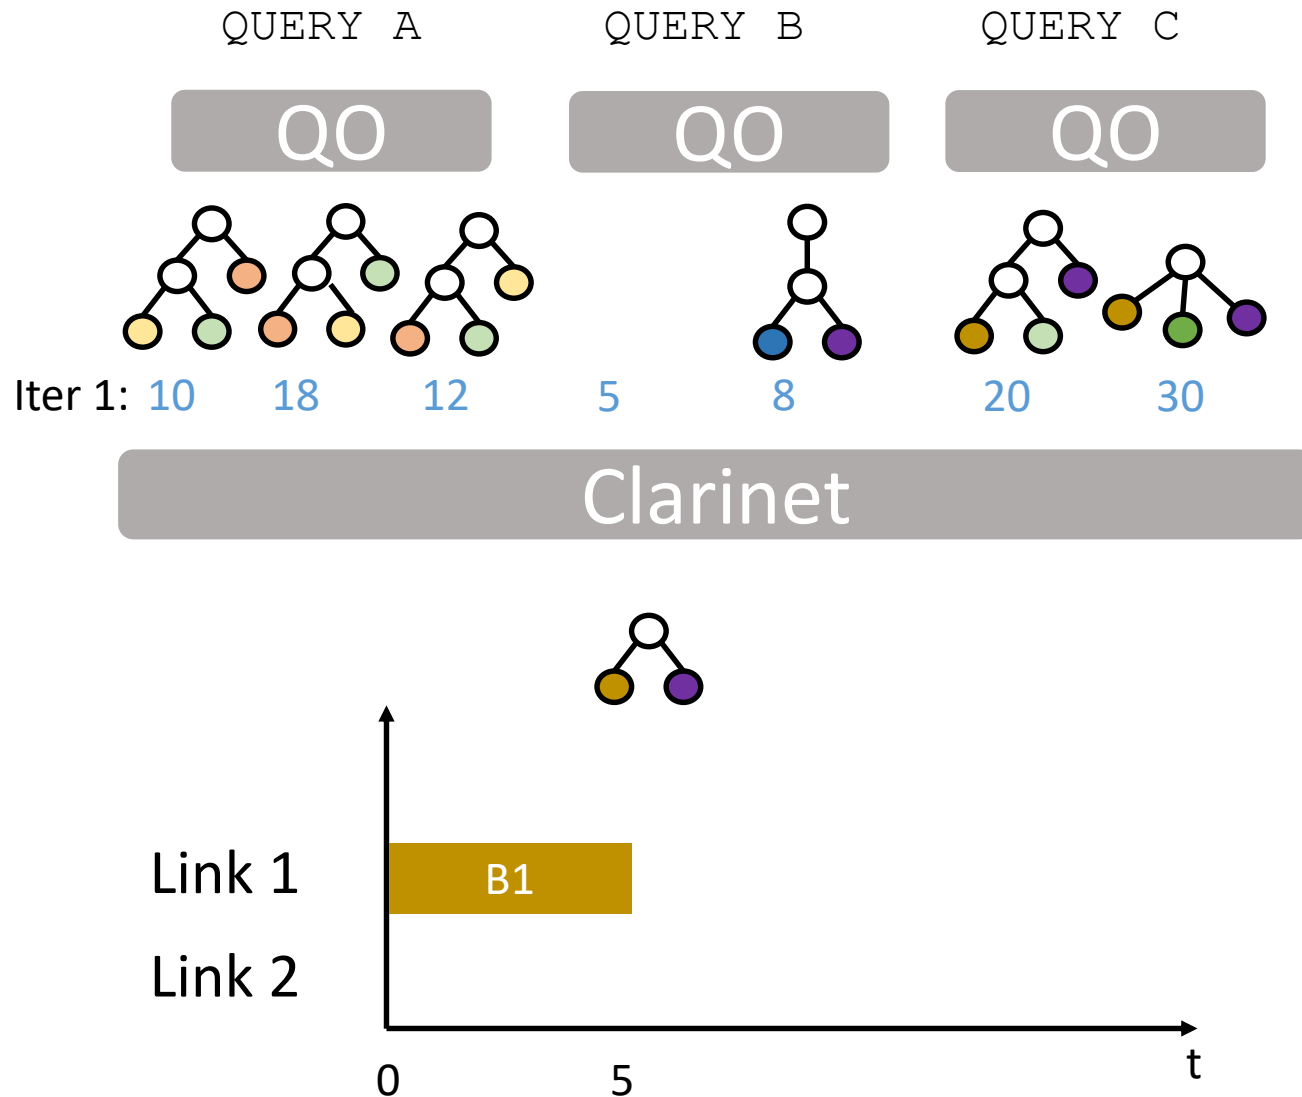 QUERY A QUERY B QUERY C
QO QO QO
Iter 1: 10 18 12 5 8 20 30
Clarinet
Link 1 B1
Link 2
t
0 5